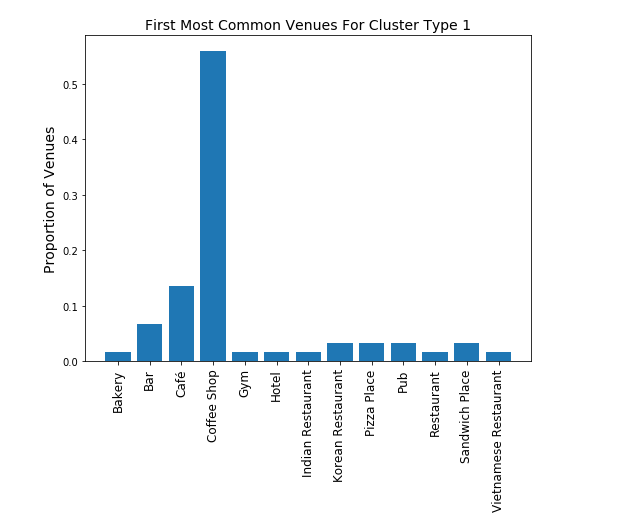 First Most Common Venues For Cluster Type 1
Proportion of Venues
0.5
0.4
0.3
0.2
0.1
0.0
Bakery
Bar
Café
Coffee Shop
Gym
Hotel
Indian Restaurant
Korean Restaurant
Pizza Place
Pub
Restaurant
Sandwich Place
Vietnamese Restaurant